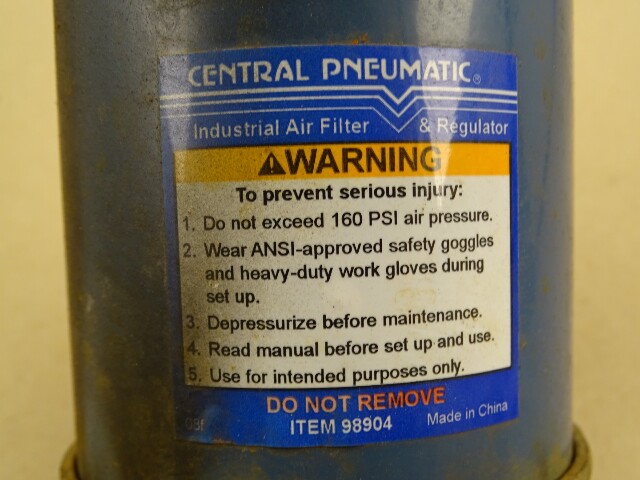 CENTRAL PNEUMATIC®
Industrial Air Filter & Regulator
WARNING
To prevent serious injury:
1. Do not exceed 160 PSI air pressure.
2. Wear ANSI-approved safety goggles
and heavy-duty work gloves during
set up.
3. Depressurize before maintenance.
4. Read manual before set up and use.
5. Use for intended purposes only.
DO NOT REMOVE
08f
ITEM 98904
Made in China